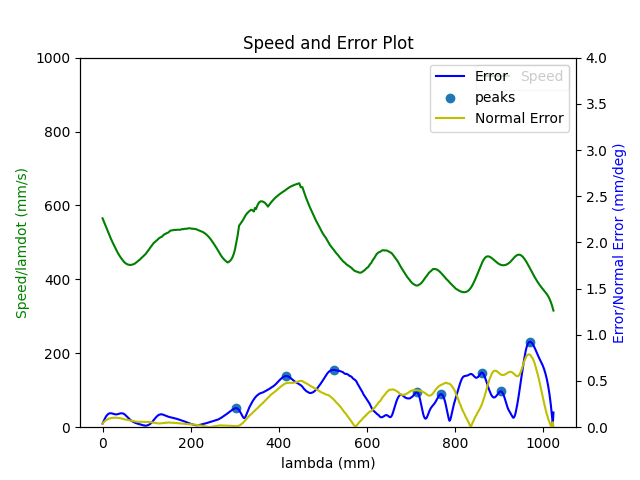 Speed and Error Plot
1000
800
600
400
200
0
Speed/lamdot (mm/s)
4.0
3.5
3.0
2.5
2.0
1.5
1.0
0.5
0.0
Error/Normal Error (mm/deg)
Error
Speed
peaks
Normal Error
0 200 400 600 800 1000
lambda (mm)